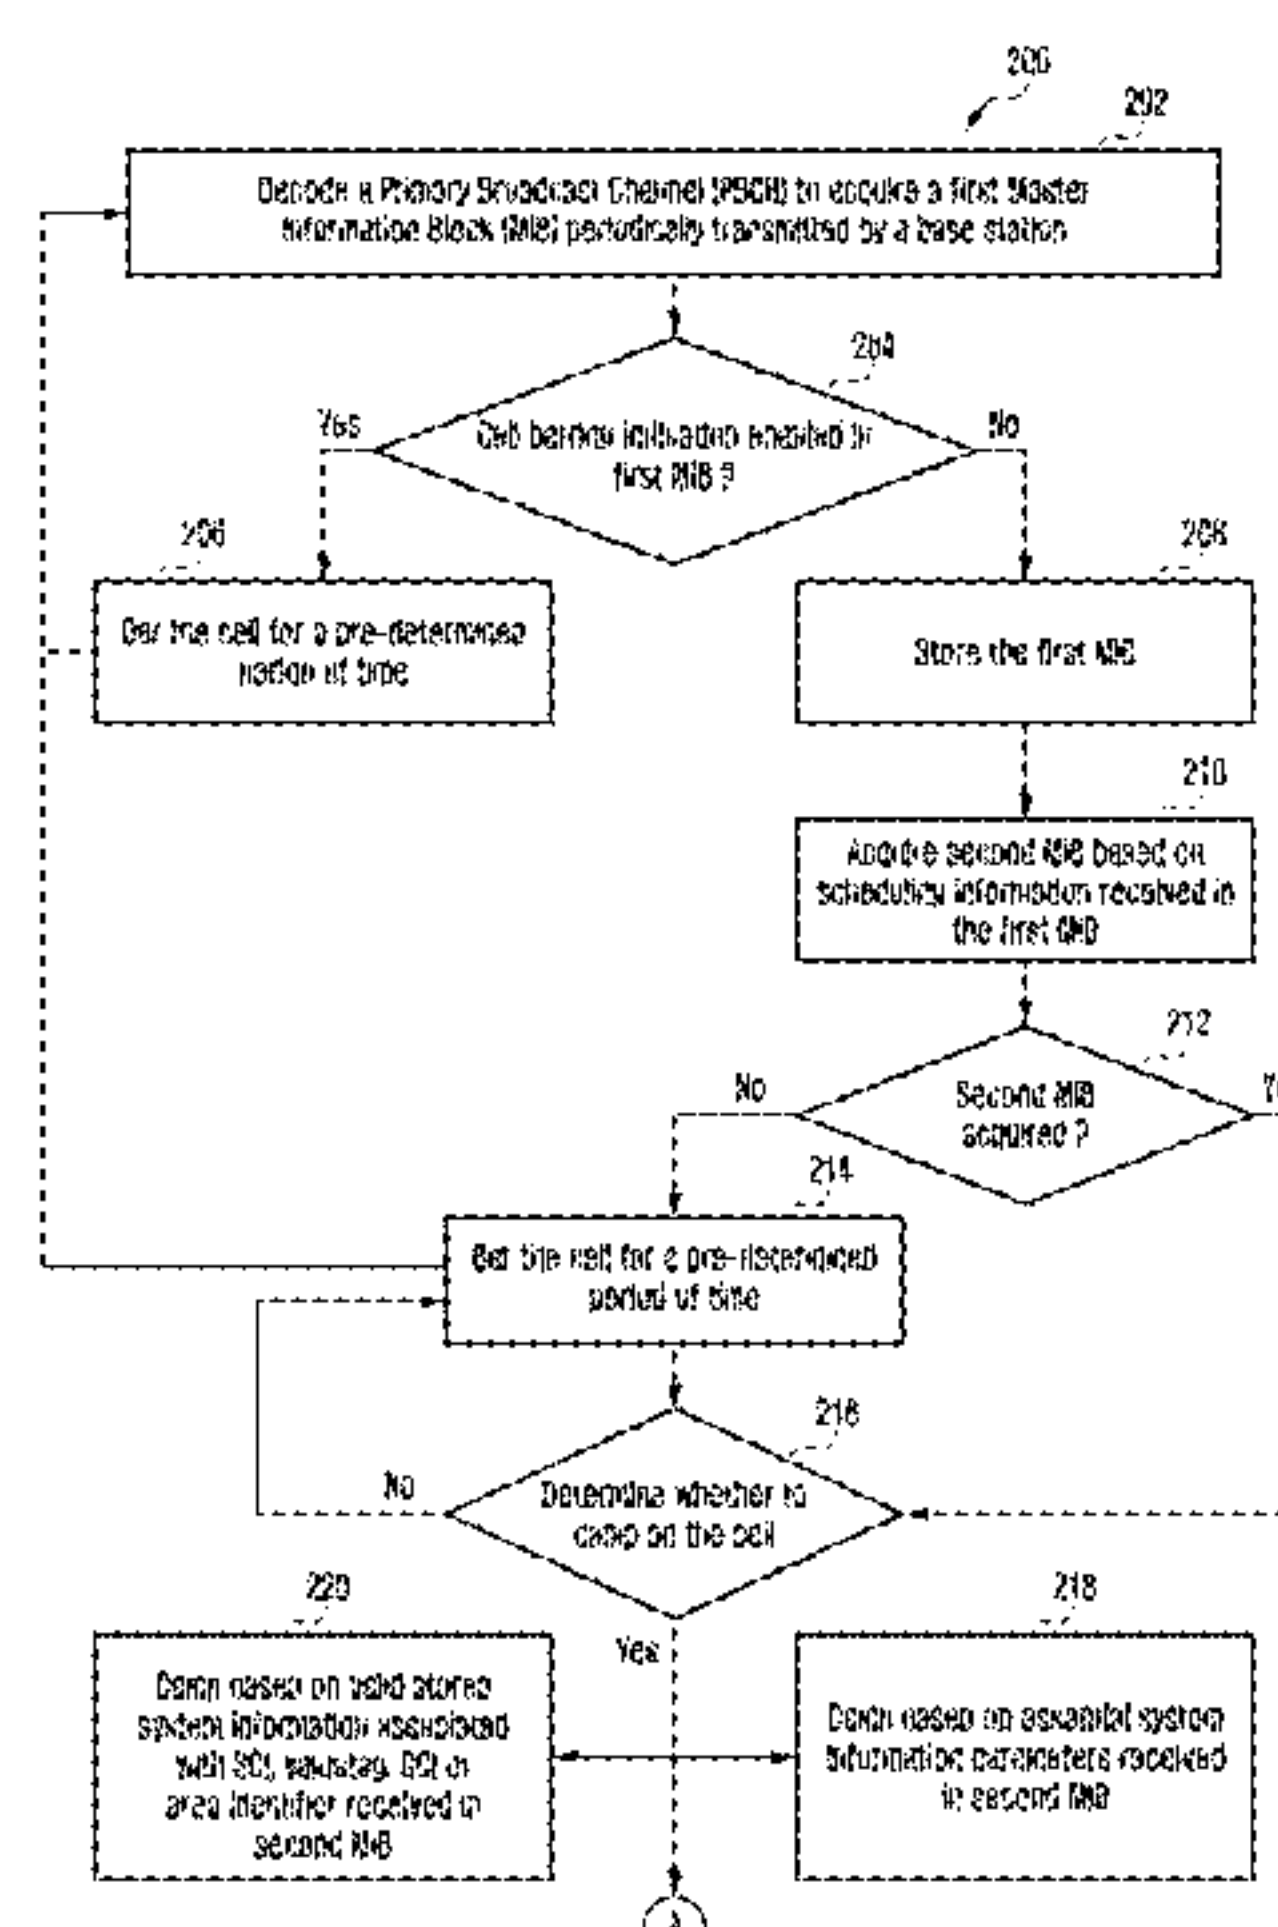 200
202
Decode a Primary Broadcast Channel (PBCH) to acquire a first Master
Information Block (MIB) periodically transmitted by a base station
204
Yes
Cell barring indication enabled in
first MIB ?
No
206
Bar the cell for a pre-determined
period of time
208
Store the first MIB
210
Acquire second MIB based on
scheduling information received in
the first MIB
212
No
Second MIB
acquired ?
214
Bar the cell for a pre-determined
period of time
216
No
Determine whether to
camp on the cell
220
218
Yes
Camp based on valid stored
system information associated
with SCI, valuetag, CCI or
area identifier received in
second MIB
Camp based on essential system
information parameters received
in second MIB
A